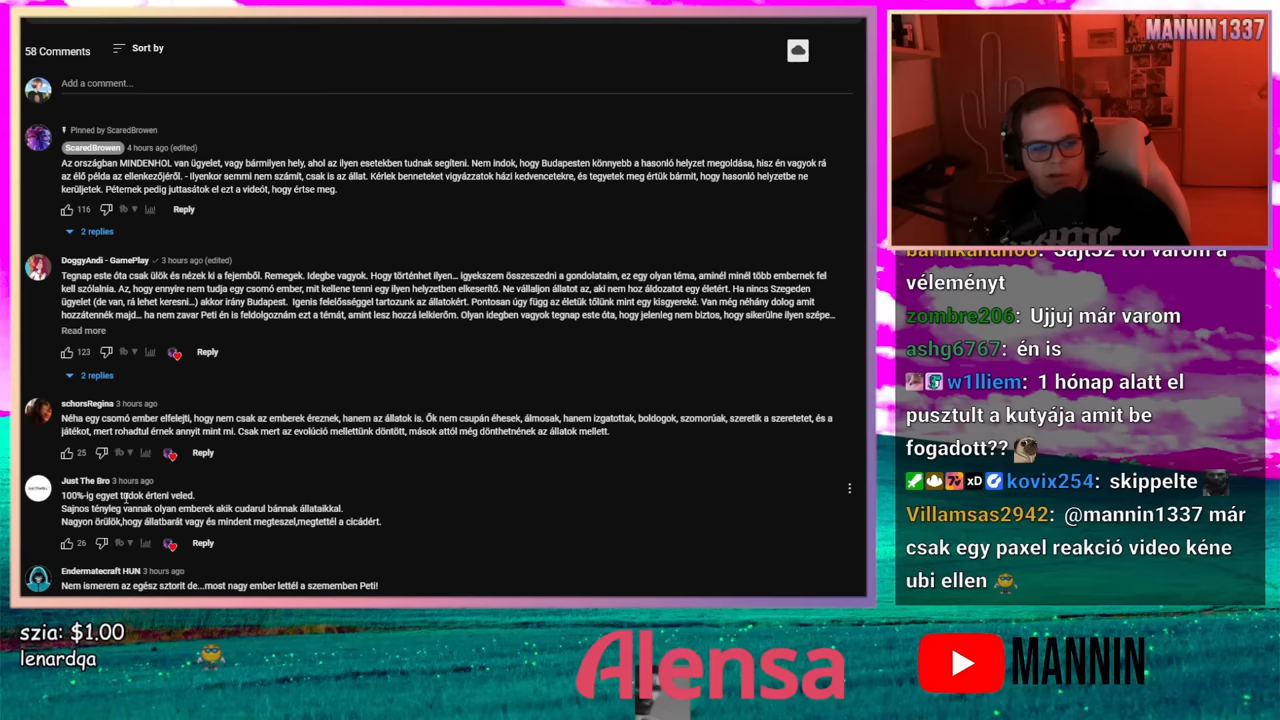 58 Comments
Sort by
Add a comment...
Pinned by ScaredBrowen
ScaredBrowen 4 hours ago (edited)
Az országban MINDENHOL van ügyelet, vagy bármilyen hely, ahol az ilyen esetekben tudnak segíteni. Nem indok, hogy Budapesten könnyebb a hasonló helyzet megoldása, hisz én vagyok rá
az élő példa az ellenkezőjéről. - Ilyenkor semmi nem számít, csak is az állat. Kérlek benneteket vigyázzatok házi kedvencetekre, és tegyetek meg értük bármit, hogy hasonló helyzetbe ne
kerüljetek. Péternek pedig juttasátok el ezt a videót, hogy értse meg.
116
Reply
2 replies
DoggyAndi - GamePlay 3 hours ago (edited)
Tegnap este óta csak ülök és nézek ki a fejemből. Remegek. Idegbe vagyok. Hogy történhet ilyen... igyekszem összeszedni a gondolataim, ez egy olyan téma, aminél minél több embernek fel
kell szólalnia. Az, hogy ennyire nem tudja egy csomó ember, mit kellene tenni egy ilyen helyzetben elkeserítő. Ne vállaljon állatot az, aki nem hoz áldozatot egy életért. Ha nincs Szegeden
ügyelet (de van, rá lehet keresni...) akkor irány Budapest. Igenis felelősséggel tartozunk az állatokért. Pontosan úgy függ az életük tőlünk mint egy kisgyereké. Van még néhány dolog amit
hozzátennék majd... ha nem zavar Peti én is feldolgoznám ezt a témát, amint lesz hozzá lelkierőm. Olyan idegben vagyok tegnap este óta, hogy jelenleg nem biztos, hogy sikerülne ilyen szépe...
Read more
123
Reply
2 replies
schorsRegina 3 hours ago
Néha egy csomó ember elfelejti, hogy nem csak az emberek éreznek, hanem az állatok is. Ők nem csupán éhesek, álmosak, hanem izgatottak, boldogok, szomorúak, szeretik a szeretetet, és a
játékot, mert rohadtul érnek annyit mint mi. Csak mert az evolúció mellettünk döntött, mások attól még dönthetnének az állatok mellett.
25
Reply
Just The Bro 3 hours ago
100%-ig egyet tudok érteni veled.
Sajnos tényleg vannak olyan emberek akik cudarul bánnak állataikkal.
Nagyon örülök,hogy állatbarát vagy és mindent megteszel,megtettél a cicádért.
26
Reply
Endermatecraft HUN 3 hours ago
Nem ismerem az egész sztorit de...most nagy ember lettél a szememben Peti!
MANNIN1337
barnikahun08: Sajt32 től várom a
véleményt
zombre206: Ujjuj már varom
ashg6767: én is
w1lliem: 1 hónap alatt el
pusztult a kutyája amit be
fogadott??
xD kovix254: skippelte
Villamsas2942: @mannin1337 már
csak egy paxel reakció video kéne
ubi ellen
szia: $1.00
lenardqa
Alensa
MANNIN